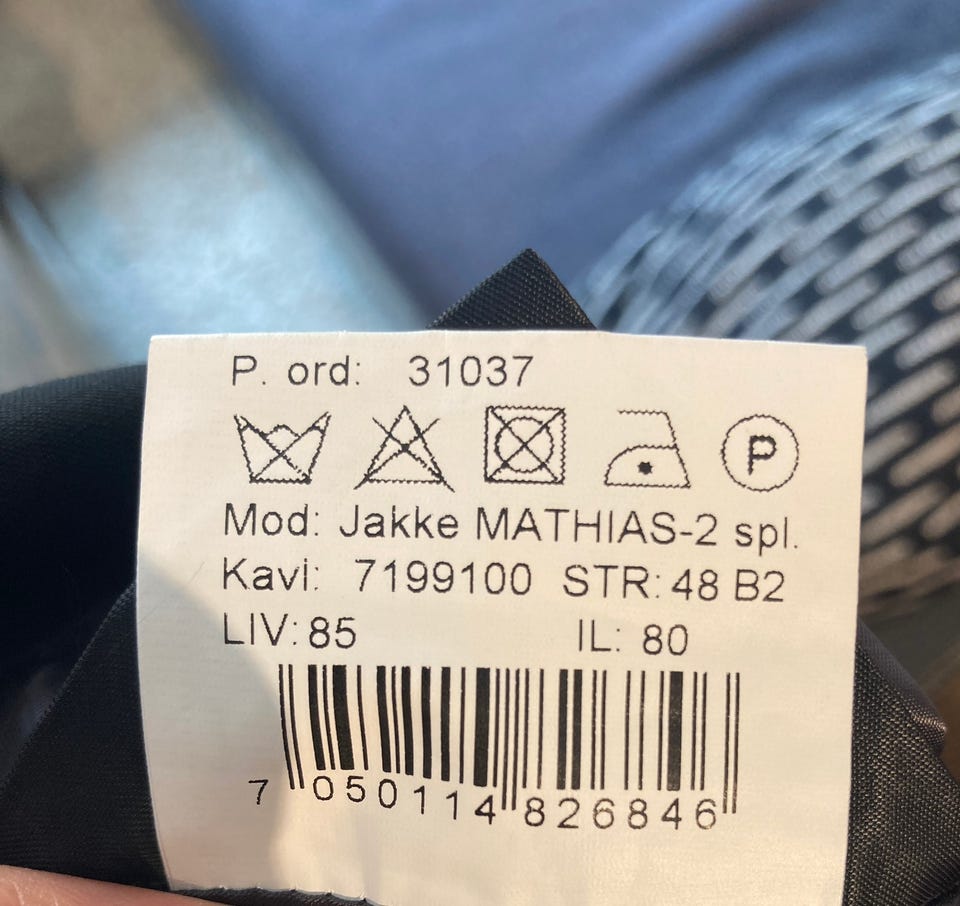 P. ord: 31037
P
Mod: Jakke MATHIAS-2 spl.
Kavi: 7199100 STR: 48 B2
LIV: 85 IL: 80
7 050114 826846